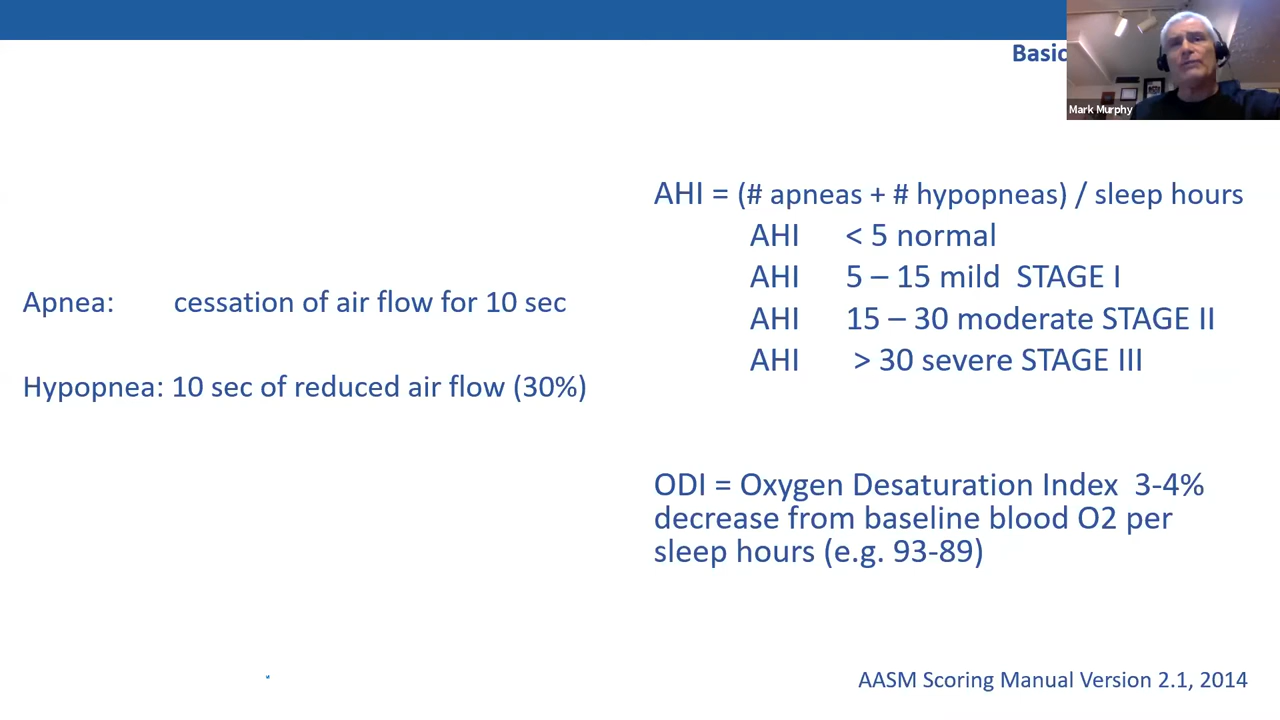 Basic
Mark Murphy
AHI = (# apneas + # hypopneas) / sleep hours
AHI < 5 normal
AHI 5 – 15 mild STAGE I
AHI 15 – 30 moderate STAGE II
AHI > 30 severe STAGE III
Apnea: cessation of air flow for 10 sec
Hypopnea: 10 sec of reduced air flow (30%)
ODI = Oxygen Desaturation Index 3-4%
decrease from baseline blood O2 per
sleep hours (e.g. 93-89)
AASM Scoring Manual Version 2.1, 2014